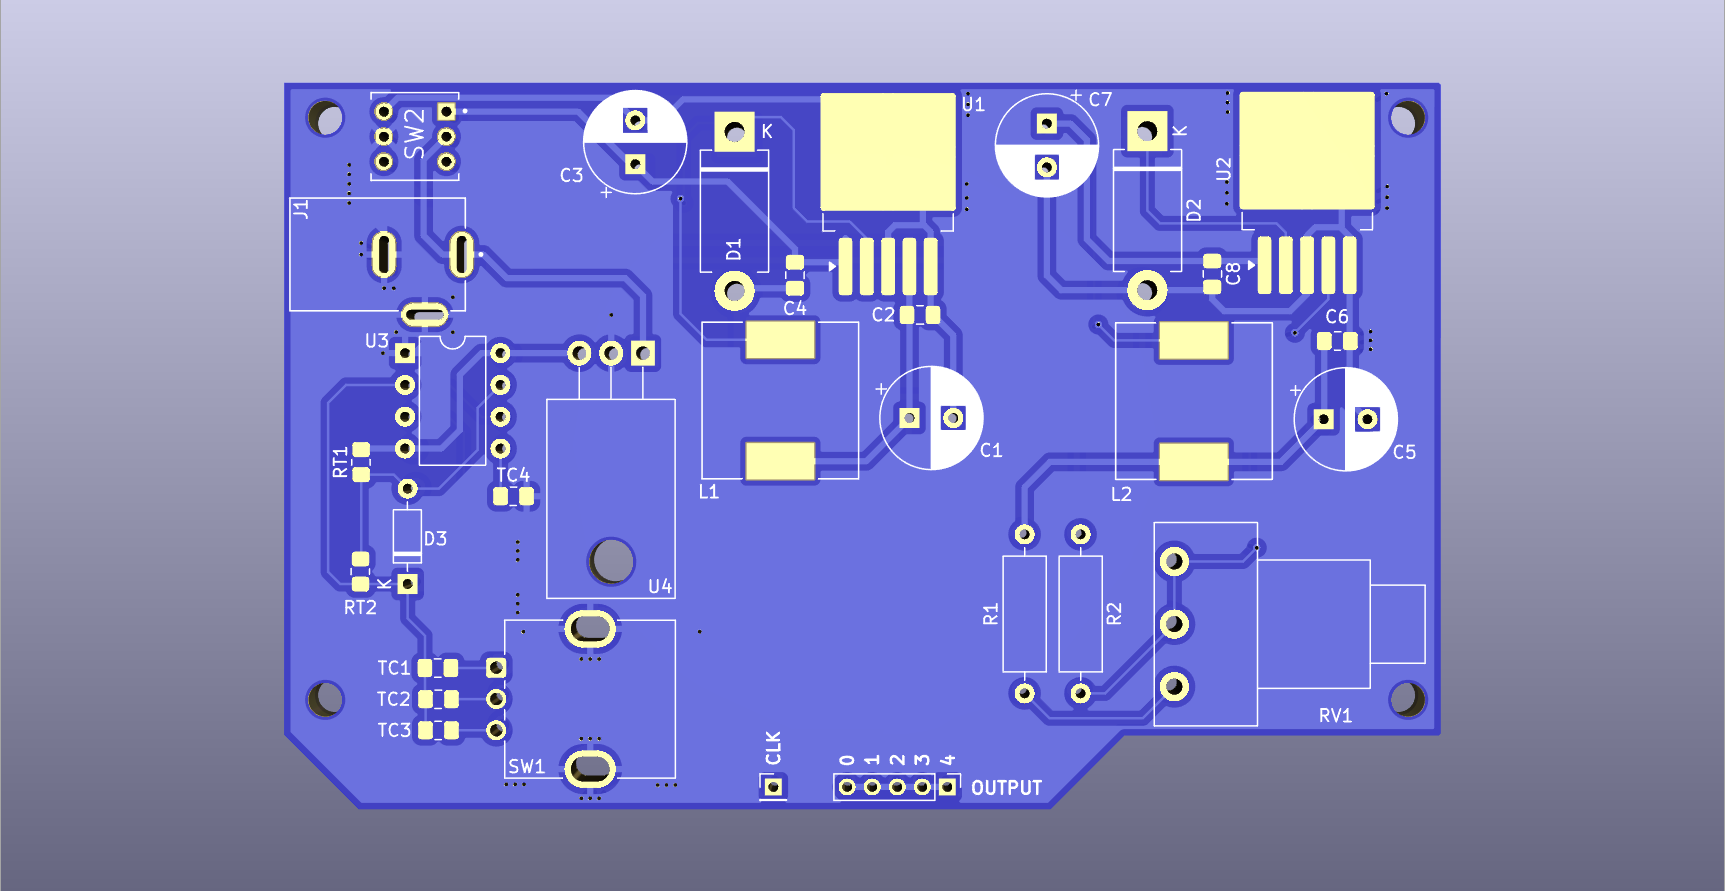 SW2
J1
C3
+
K
D1
U1
C4
C2
+
C1
L1
+
C7
K
D2
U2
C8
C6
+
C5
L2
U3
RT1
TC4
D3
K
RT2
U4
TC1
TC2
TC3
SW1
R1
R2
RV1
CLK
0 1 2 3 4
OUTPUT